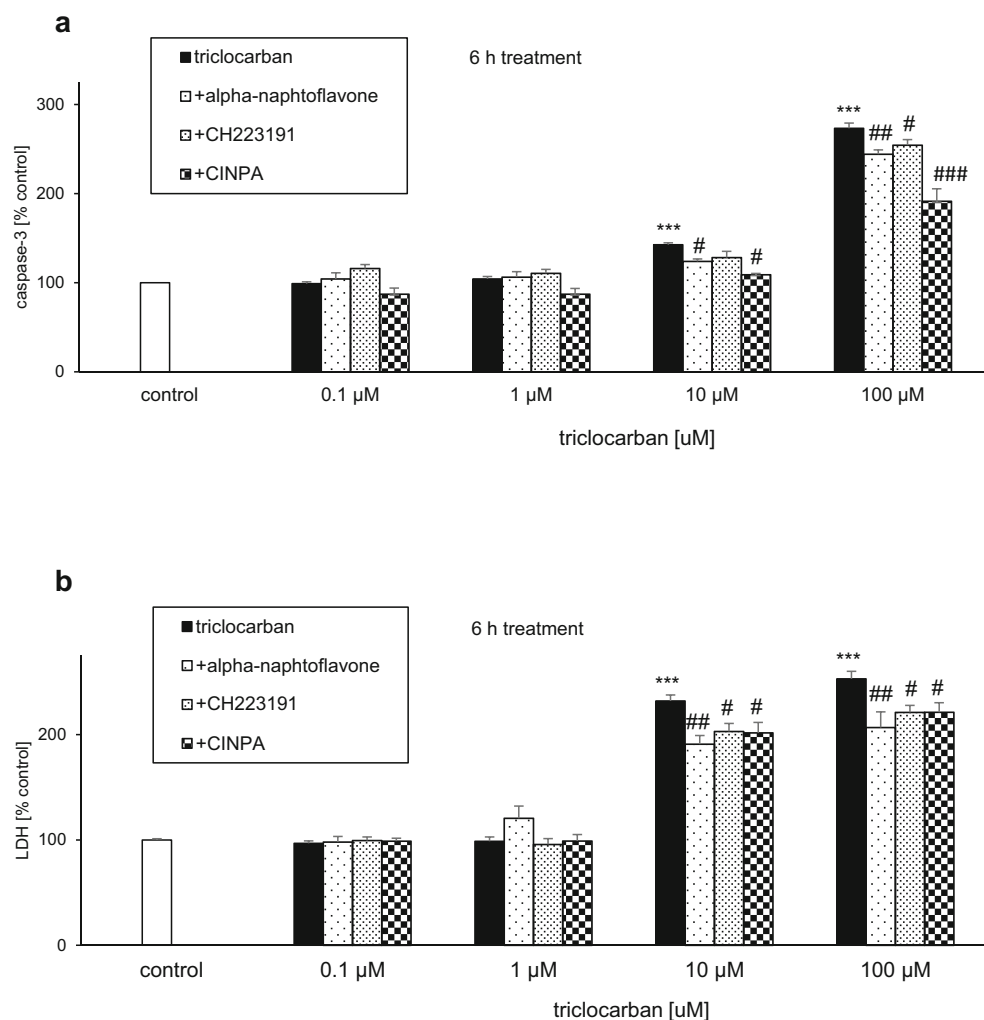 a
triclocarban
+alpha-naphtoflavone
+CH223191
+CINPA
6 h treatment
caspase-3 [% control]
300
200
100
0
***
#
#
***
##
#
###
control
0.1 µM
1 µM
10 µM
100 µM
triclocarban [uM]
b
triclocarban
+alpha-naphtoflavone
+CH223191
+CINPA
6 h treatment
LDH [% control]
200
100
0
***
##
#
#
***
##
#
#
control
0.1 µM
1 µM
10 µM
100 µM
triclocarban [uM]